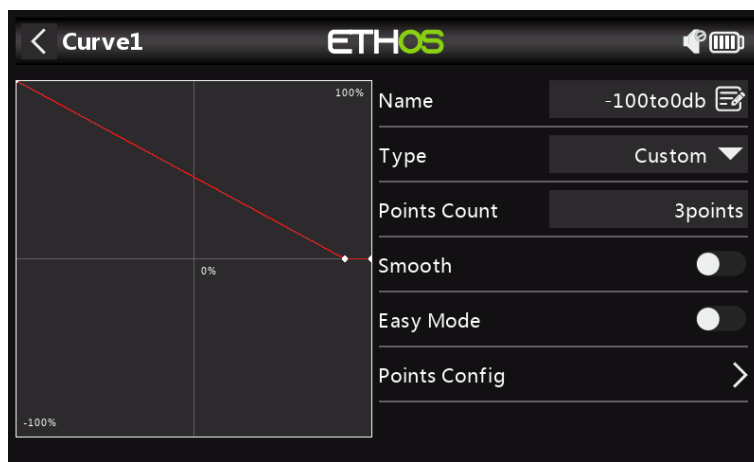 Curve1
ETHOS
100%
0%
-100%
Name
-100to0db
Type
Custom
Points Count
3points
Smooth
Easy Mode
Points Config